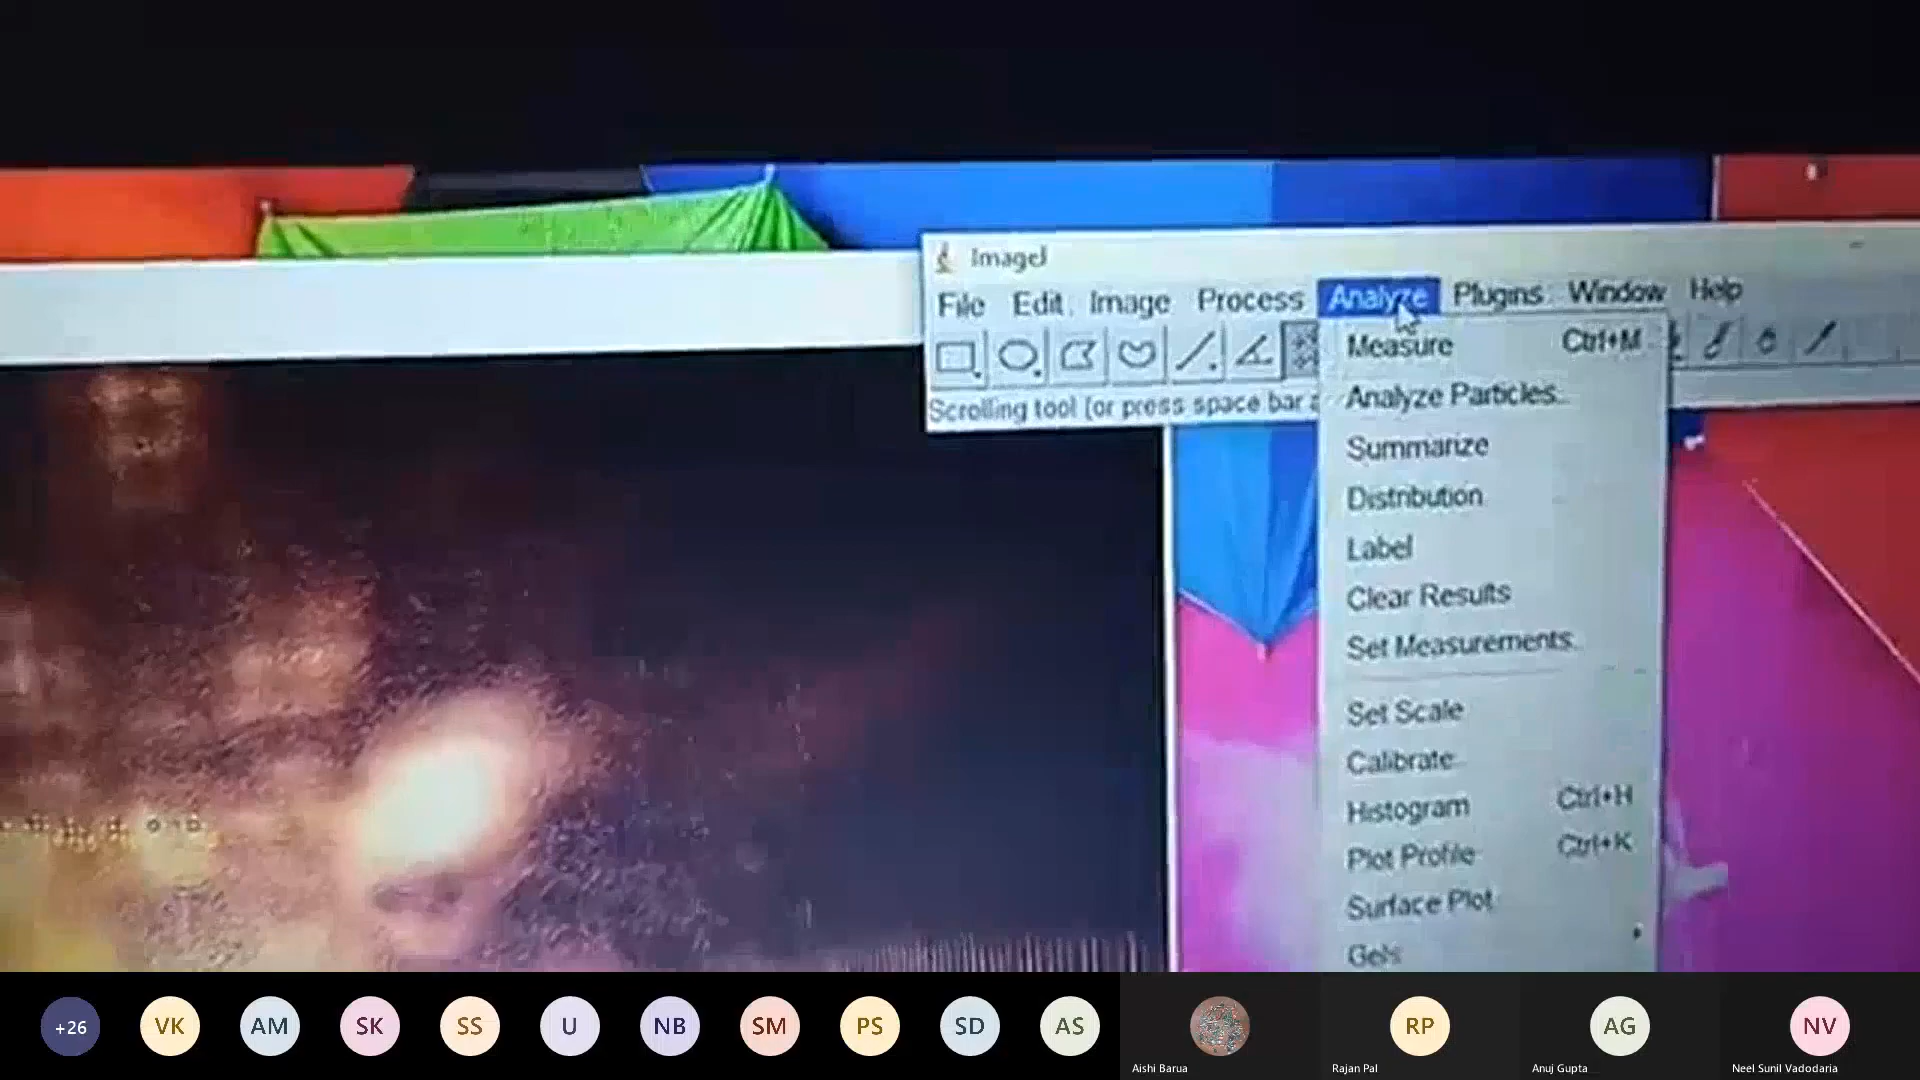 ImageJ
File Edit Image Process Analyze Plugins Window Help
Scrolling tool (or press space bar
Measure Ctrl+M
Analyze Particles...
Summarize
Distribution
Label
Clear Results
Set Measurements...
Set Scale
Calibrate
Histogram Ctrl+H
Plot Profile Ctrl+K
Surface Plot
Gels
+26 VK AM SK SS U NB SM PS SD AS RP AG NV
Aishi Barua Rajan Pal Anuj Gupta Neel Sunil Vadodaria